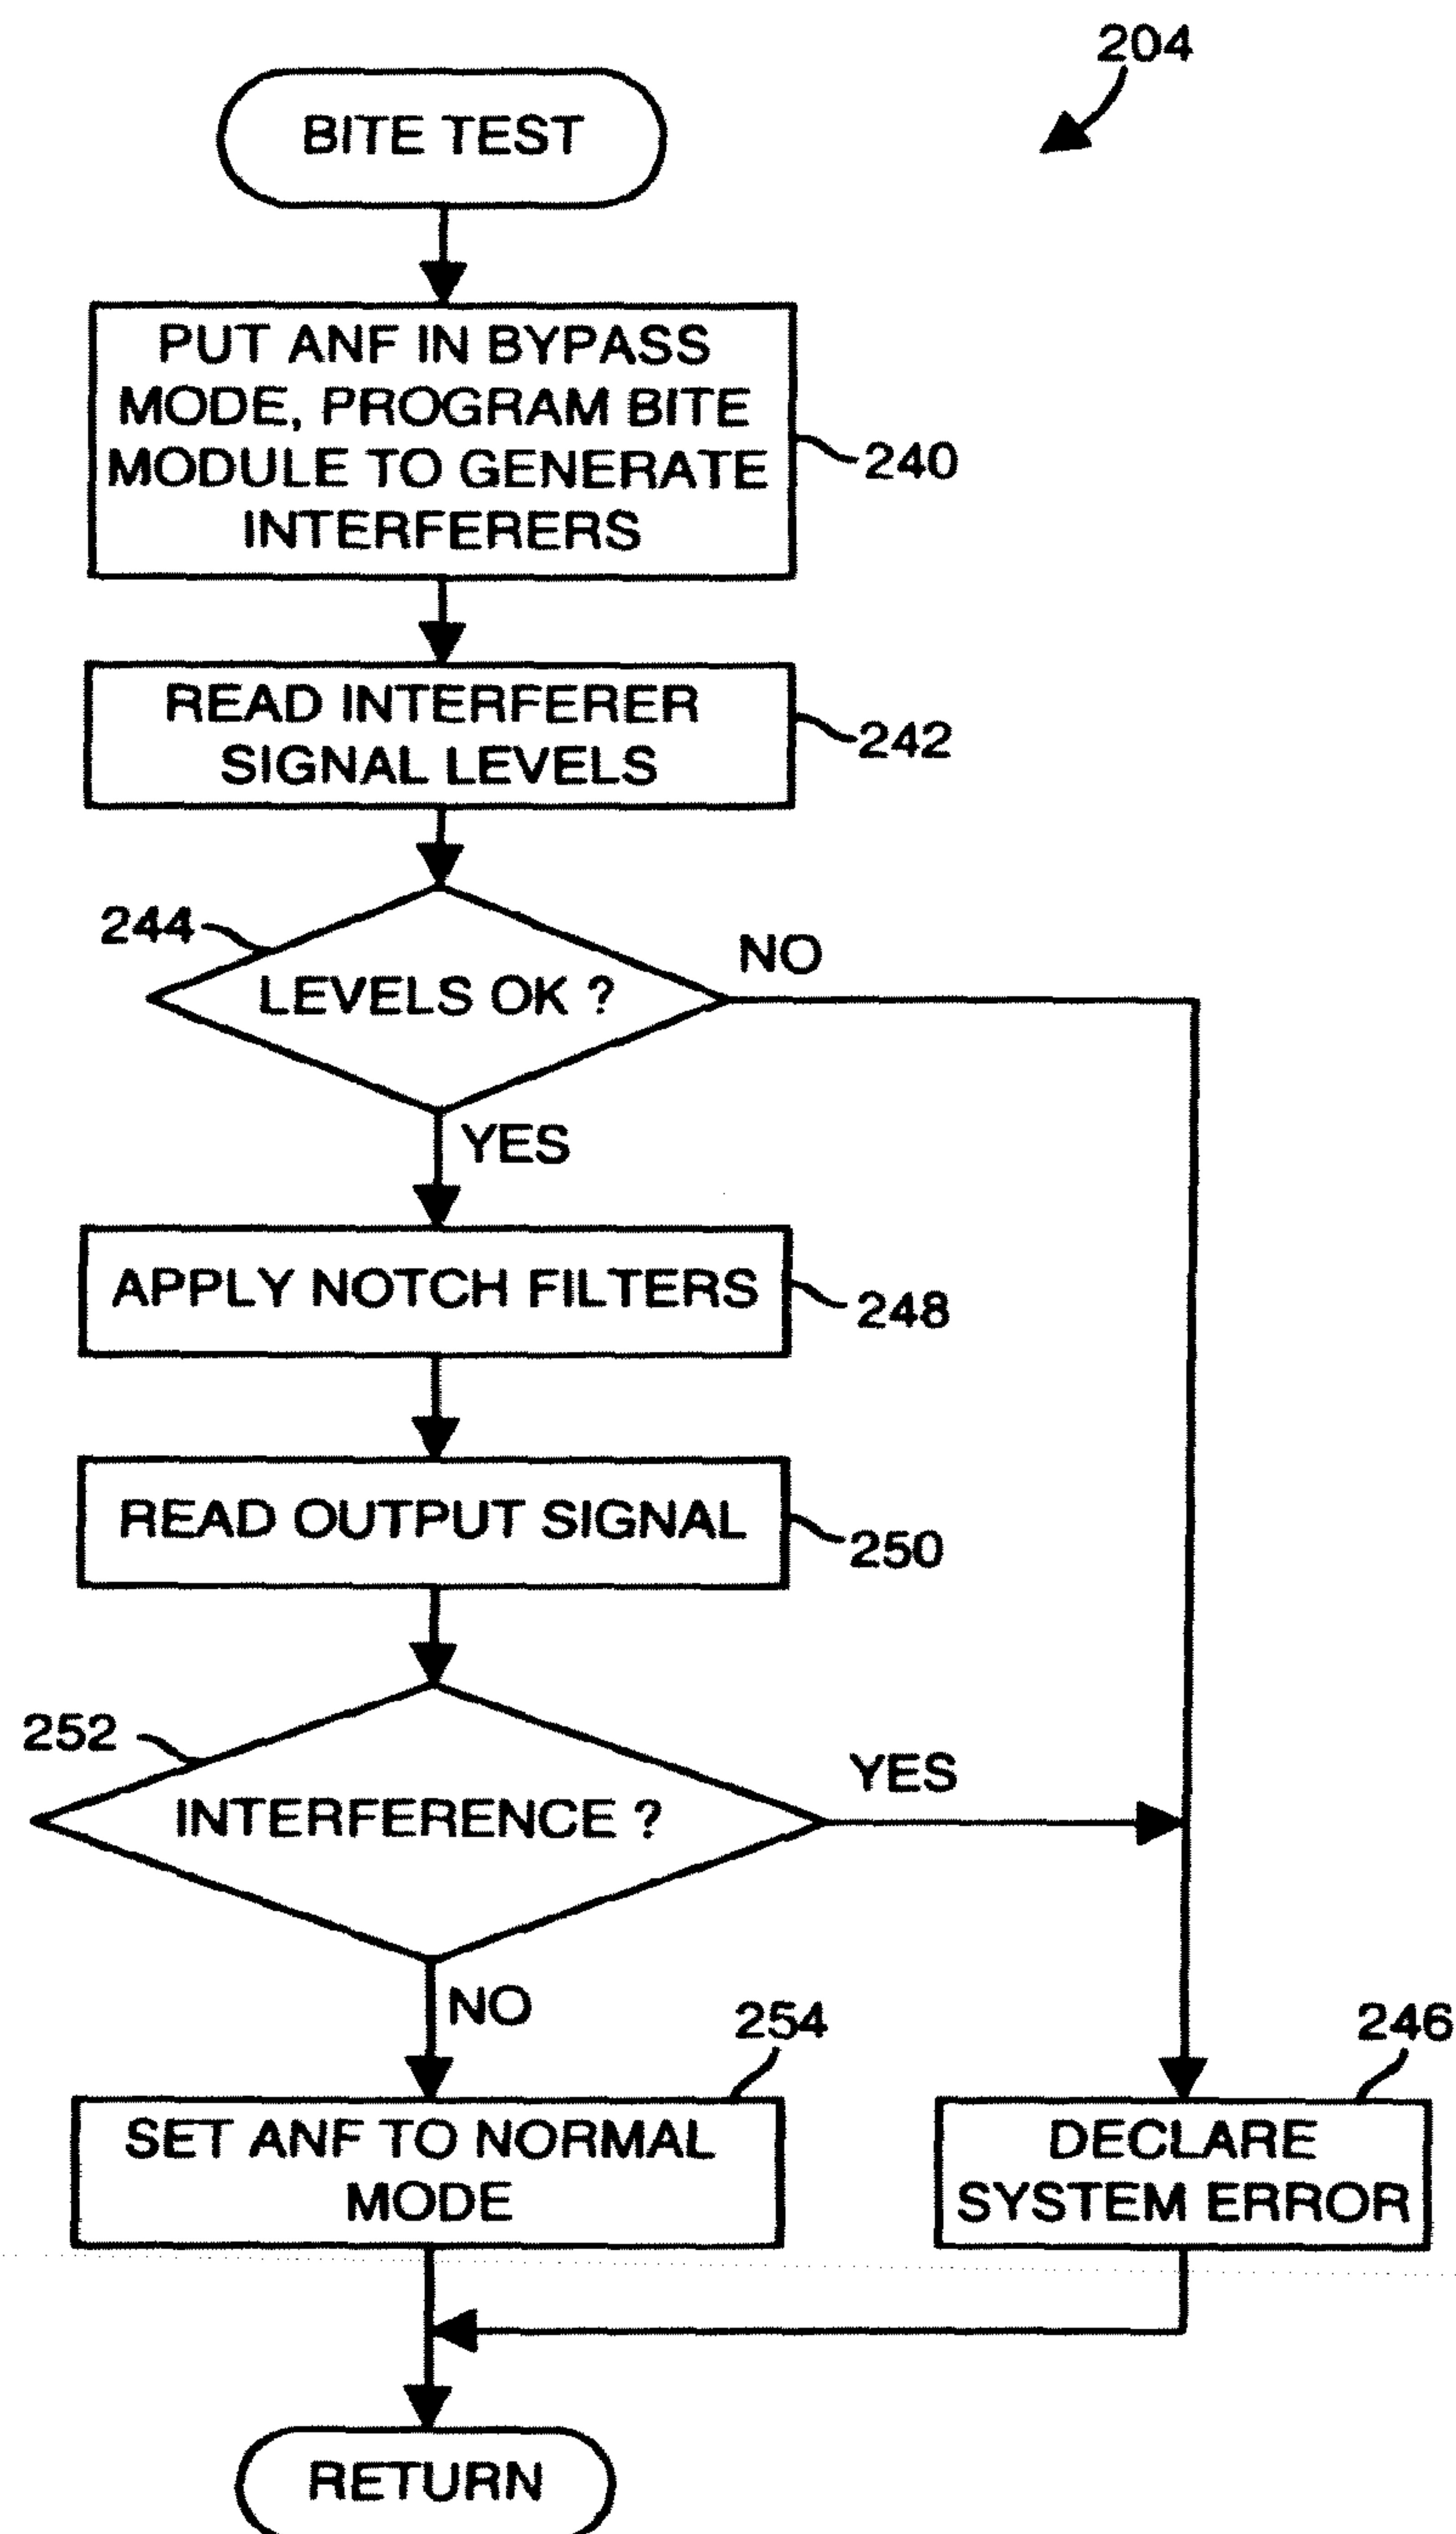 204
BITE TEST
PUT ANF IN BYPASS
MODE, PROGRAM BITE
MODULE TO GENERATE
INTERFERERS
240
READ INTERFERER
SIGNAL LEVELS
242
244
LEVELS OK ?
NO
YES
APPLY NOTCH FILTERS
248
READ OUTPUT SIGNAL
250
252
INTERFERENCE ?
YES
NO
254
246
SET ANF TO NORMAL
MODE
DECLARE
SYSTEM ERROR
RETURN